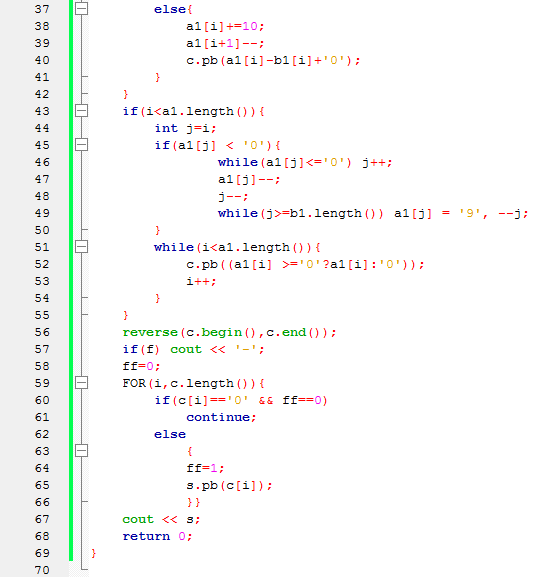 37 else{
38 a1[i]+=10;
39 a1[i+1]--;
40 c.pb(a1[i]-b1[i]+'0');
41 }
42 }
43 if(i<a1.length()){
44 int j=i;
45 if(a1[j] < '0'){
46 while(a1[j]<='0') j++;
47 a1[j]--;
48 j--;
49 while(j>=b1.length()) a1[j] = '9', --j;
50 }
51 while(i<a1.length()){
52 c.pb((a1[i] >='0'?a1[i]:'0'));
53 i++;
54 }
55 }
56 reverse(c.begin(),c.end());
57 if(f) cout << '-';
58 ff=0;
59 FOR(i,c.length()){
60 if(c[i]=='0' && ff==0)
61 continue;
62 else
63 {
64 ff=1;
65 s.pb(c[i]);
66 }}
67 cout << s;
68 return 0;
69 }
70